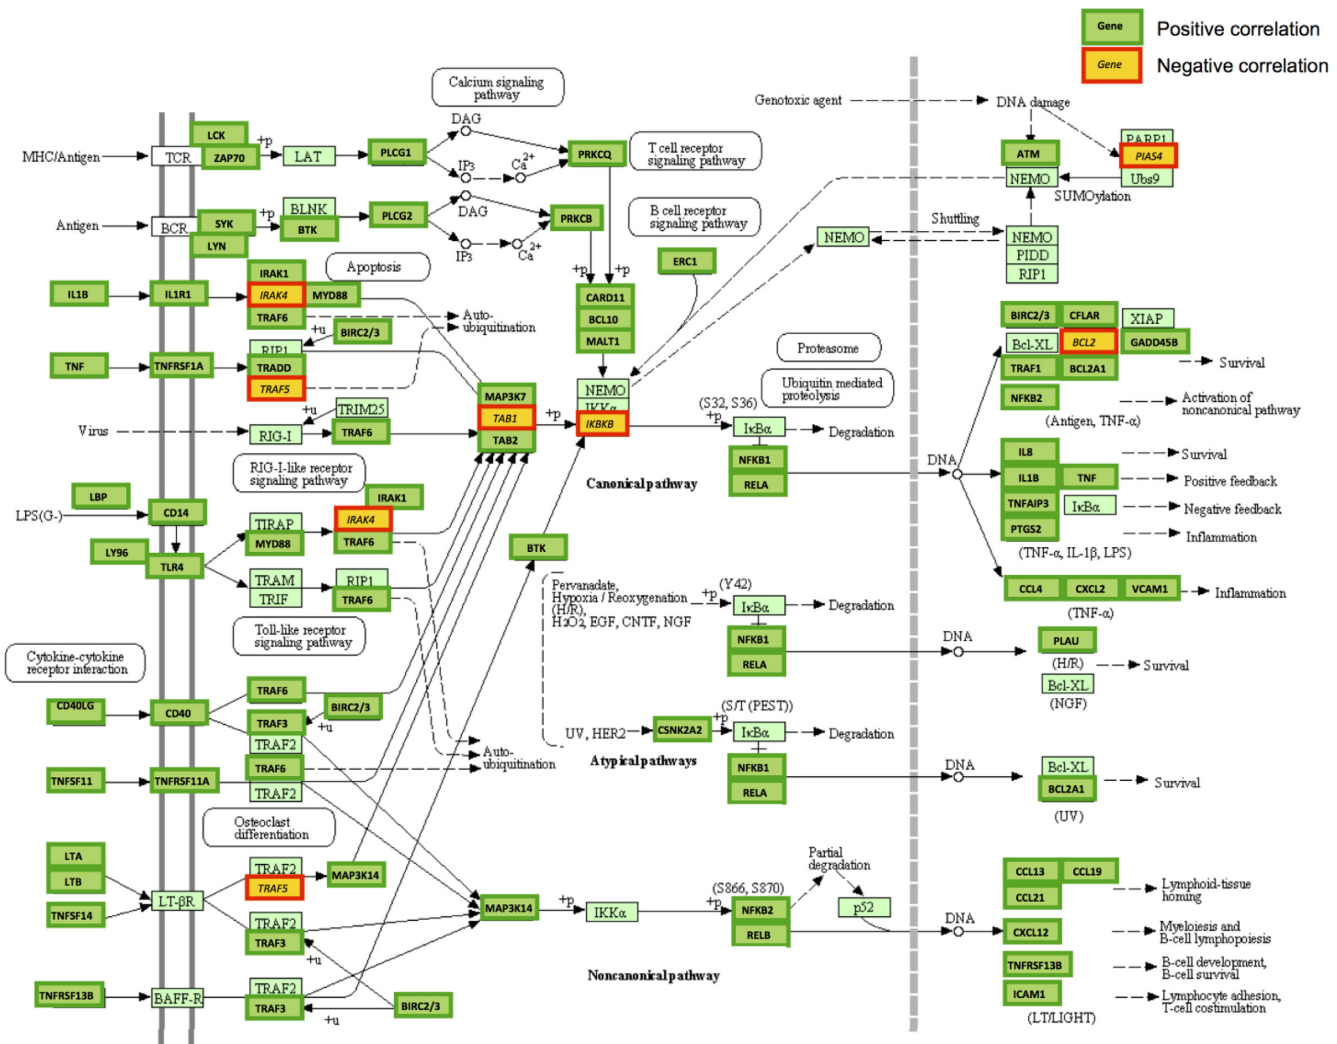 Gene Positive correlation
Gene Negative correlation
Calcium signaling
pathway
Genotoxic agent
DNA damage
MHC/Antigen
TCR
LCK
ZAP70
+p
LAT
PLCG1
DAG
IP3
Ca2+
PRKCQ
T cell receptor
signaling pathway
ATM
NEMO
PARP1
PIAS4
Ubs9
SUMOylation
Antigen
BCR
SYK
LYN
+p
BLNK
BTK
PLCG2
DAG
IP3
Ca2+
PRKCB
B cell receptor
signaling pathway
NEMO
Shuttling
NEMO
PIDD
RIP1
+p
+p
ERC1
IL1B
IL1R1
IRAK1
IRAK4
MYD88
TRAF6
Apoptosis
Auto-
ubiquitination
CARD11
BCL10
MALT1
+u
BIRC2/3
TNF
TNFRSF1A
RIP1
TRADD
TRAF5
Proteasome
Ubiquitin mediated
proteolysis
BIRC2/3
CFLAR
XIAP
Bcl-XL
BCL2
GADD45B
TRAF1
BCL2A1
Survival
NFKB2
Activation of
noncanonical pathway
(Antigen, TNF-α)
Virus
RIG-I
+u
TRIM25
TRAF6
MAP3K7
TAB1
TAB2
+p
NEMO
IKKα
IKBKB
(S32, S36)
+p
IκBα
Degradation
NFKB1
RELA
Canonical pathway
DNA
IL8
Survival
IL1B
TNF
Positive feedback
TNFAIP3
IκBα
Negative feedback
PTGS2
Inflammation
(TNF-α, IL-1β, LPS)
RIG-I-like receptor
signaling pathway
LBP
LPS(G-)
CD14
LY96
TLR4
TIRAP
MYD88
IRAK1
IRAK4
TRAF6
TRAM
TRIF
RIP1
TRAF6
BTK
Pervanadate,
Hypoxia / Reoxygenation
(H/R),
H2O2, EGF, CNTF, NGF
+p
(Y42)
IκBα
Degradation
NFKB1
RELA
CCL4
CXCL2
VCAM1
Inflammation
(TNF-α)
DNA
PLAU
(H/R)
Survival
Bcl-XL
(NGF)
Toll-like receptor
signaling pathway
Cytokine-cytokine
receptor interaction
CD40LG
CD40
TRAF6
TRAF3
TRAF2
BIRC2/3
+u
TNFSF11
TNFRSF11A
TRAF6
TRAF2
Auto-
ubiquitination
UV, HER2
CSNK2A2
(S/T (PEST))
+p
IκBα
Degradation
NFKB1
RELA
Atypical pathways
DNA
Bcl-XL
BCL2A1
Survival
(UV)
Osteoclast
differentiation
LTA
LTB
TNFSF14
LT-βR
TRAF2
TRAF5
MAP3K14
TRAF2
TRAF3
+u
MAP3K14
+p
IKKα
+p
(S866, S870)
NFKB2
RELB
Partial
degradation
p52
DNA
CCL13
CCL19
CCL21
Lymphoid-tissue
homing
CXCL12
Myeloiesis and
B-cell lymphopoiesis
TNFRSF13B
B-cell development,
B-cell survival
ICAM1
Lymphocyte adhesion,
T-cell costimulation
(LT/LIGHT)
Noncanonical pathway
TNFRSF13B
BAFF-R
TRAF2
TRAF3
+u
BIRC2/3